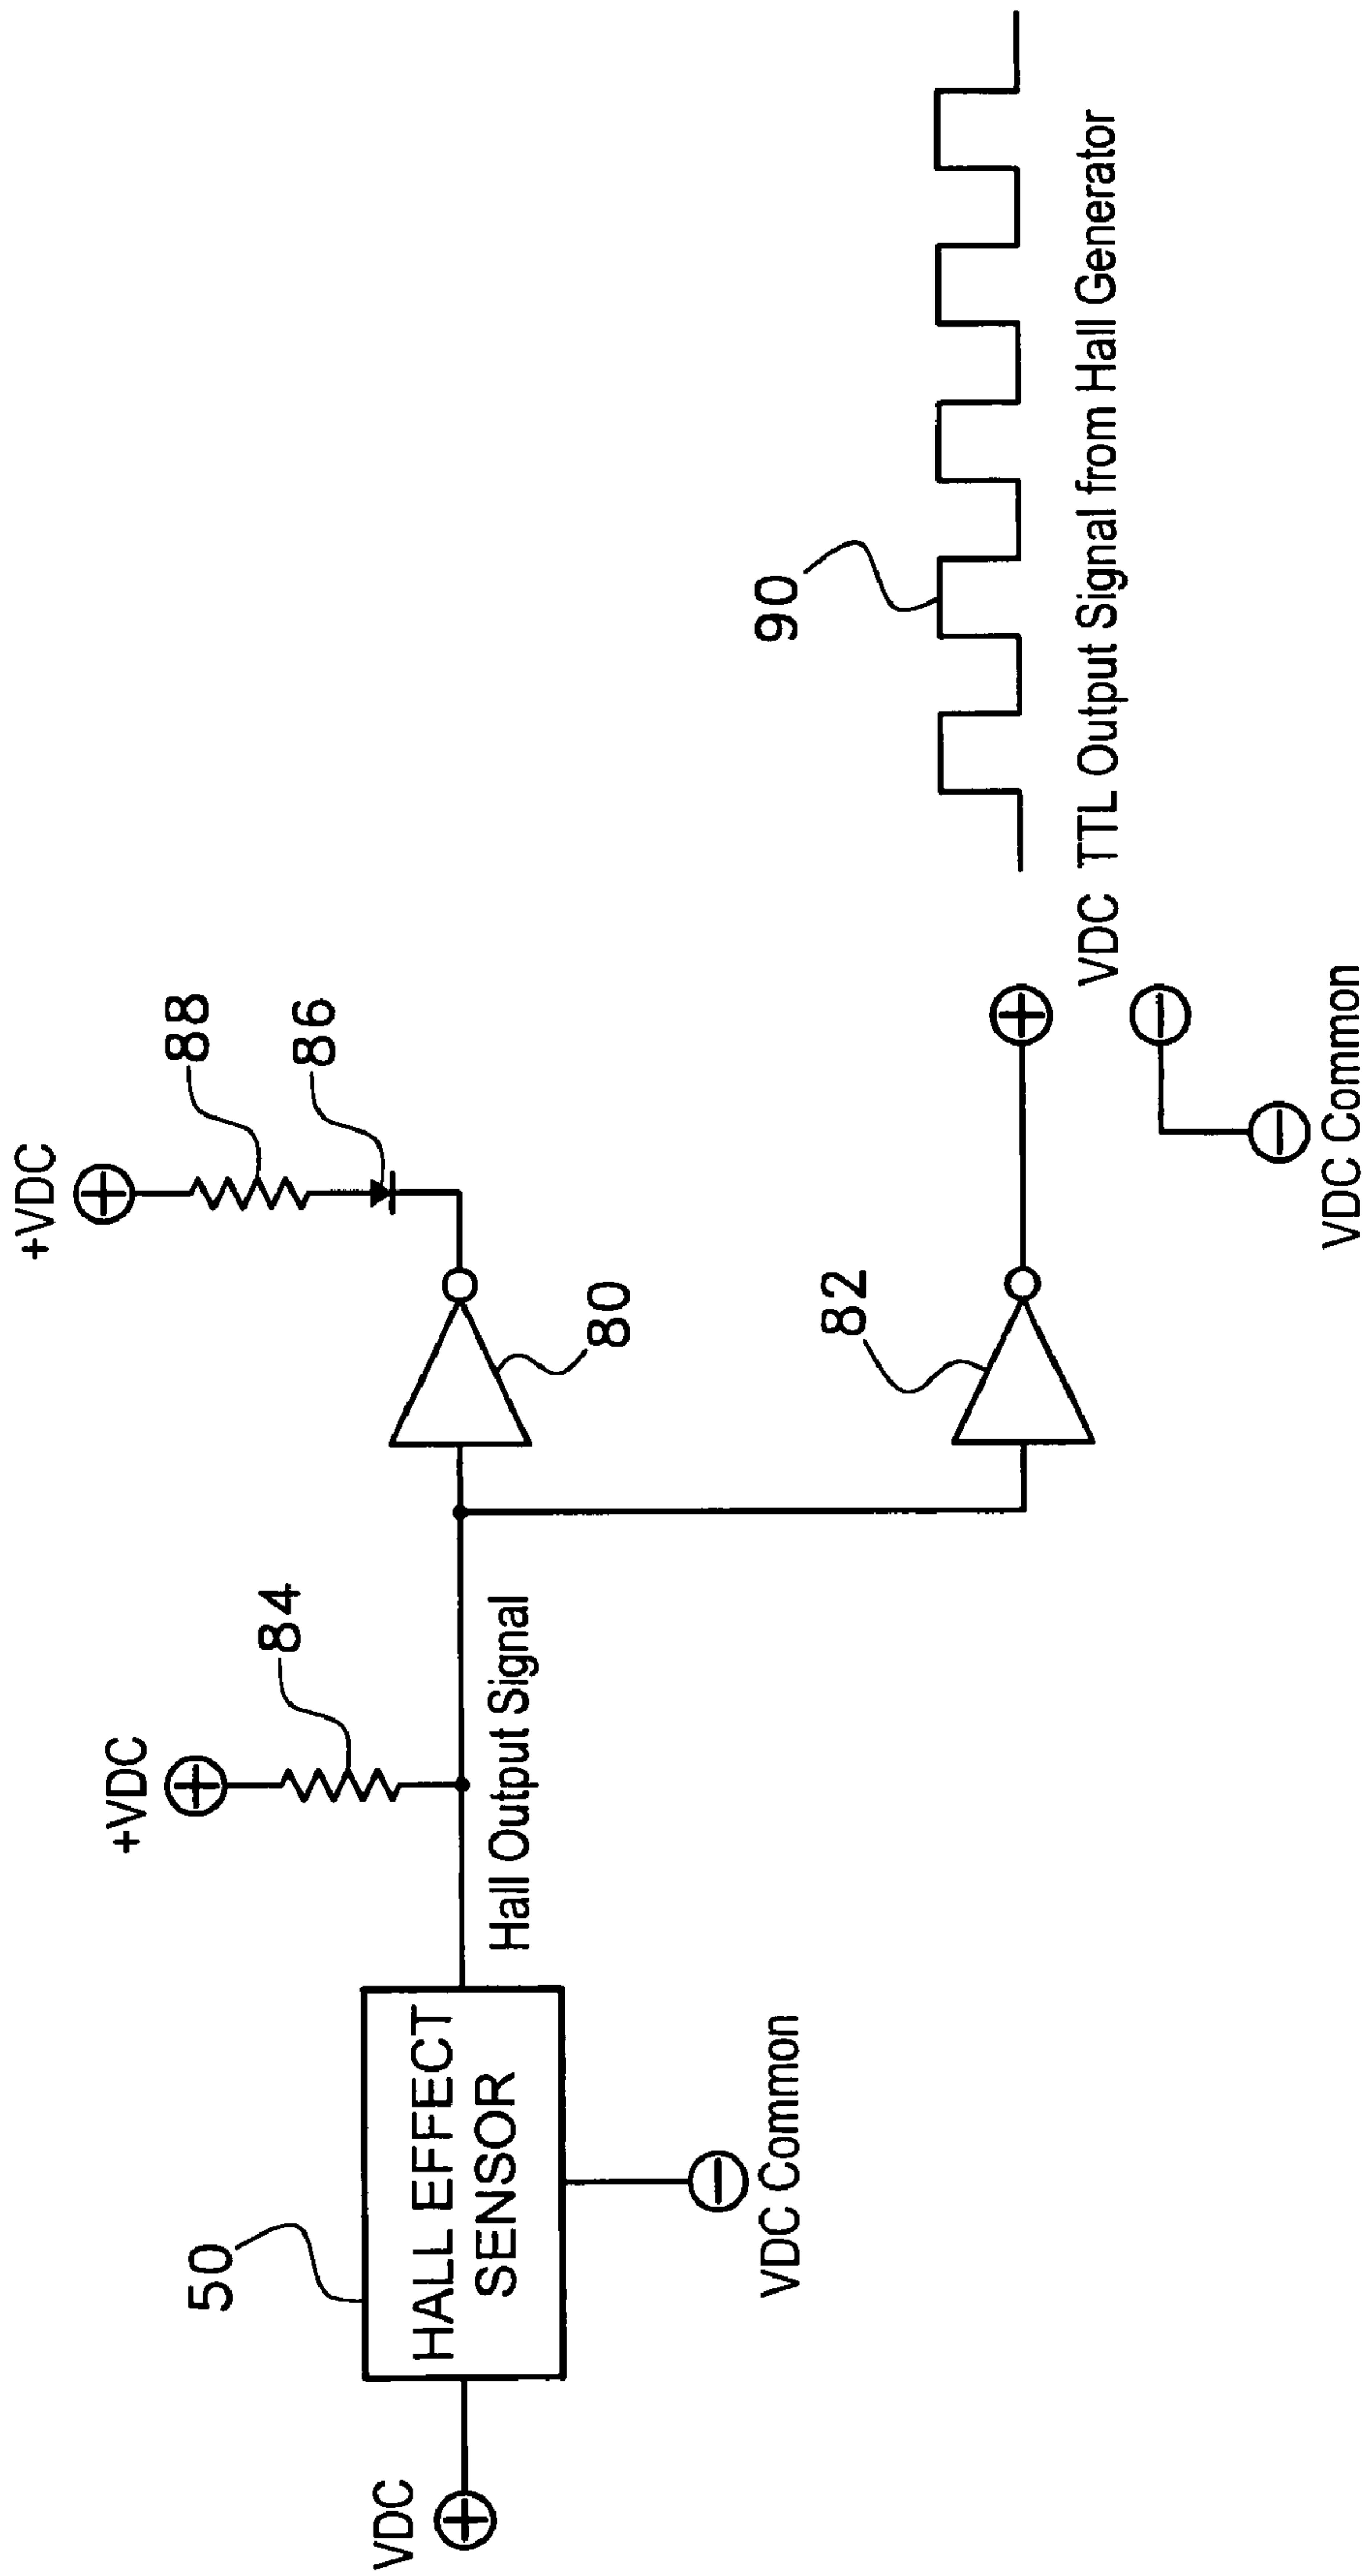 +VDC
88
86
+VDC
84
80
50
HALL EFFECT
SENSOR
Hall Output Signal
VDC
VDC Common
82
90
VDC TTL Output Signal from Hall Generator
VDC Common